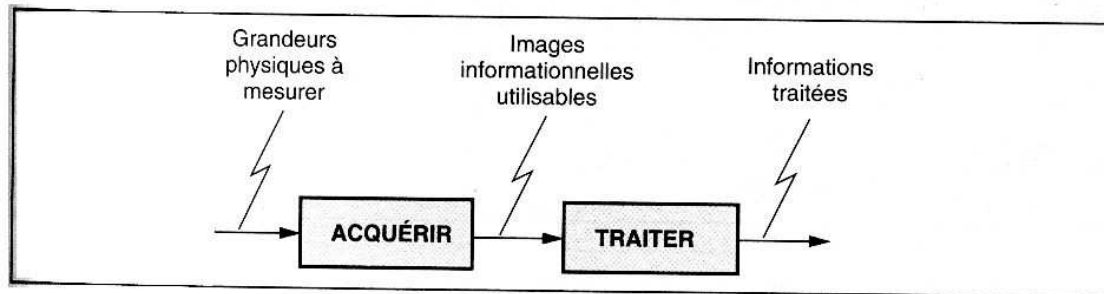 Grandeurs
physiques à
mesurer
Images
informationnelles
utilisables
Informations
traitées
ACQUÉRIR
TRAITER